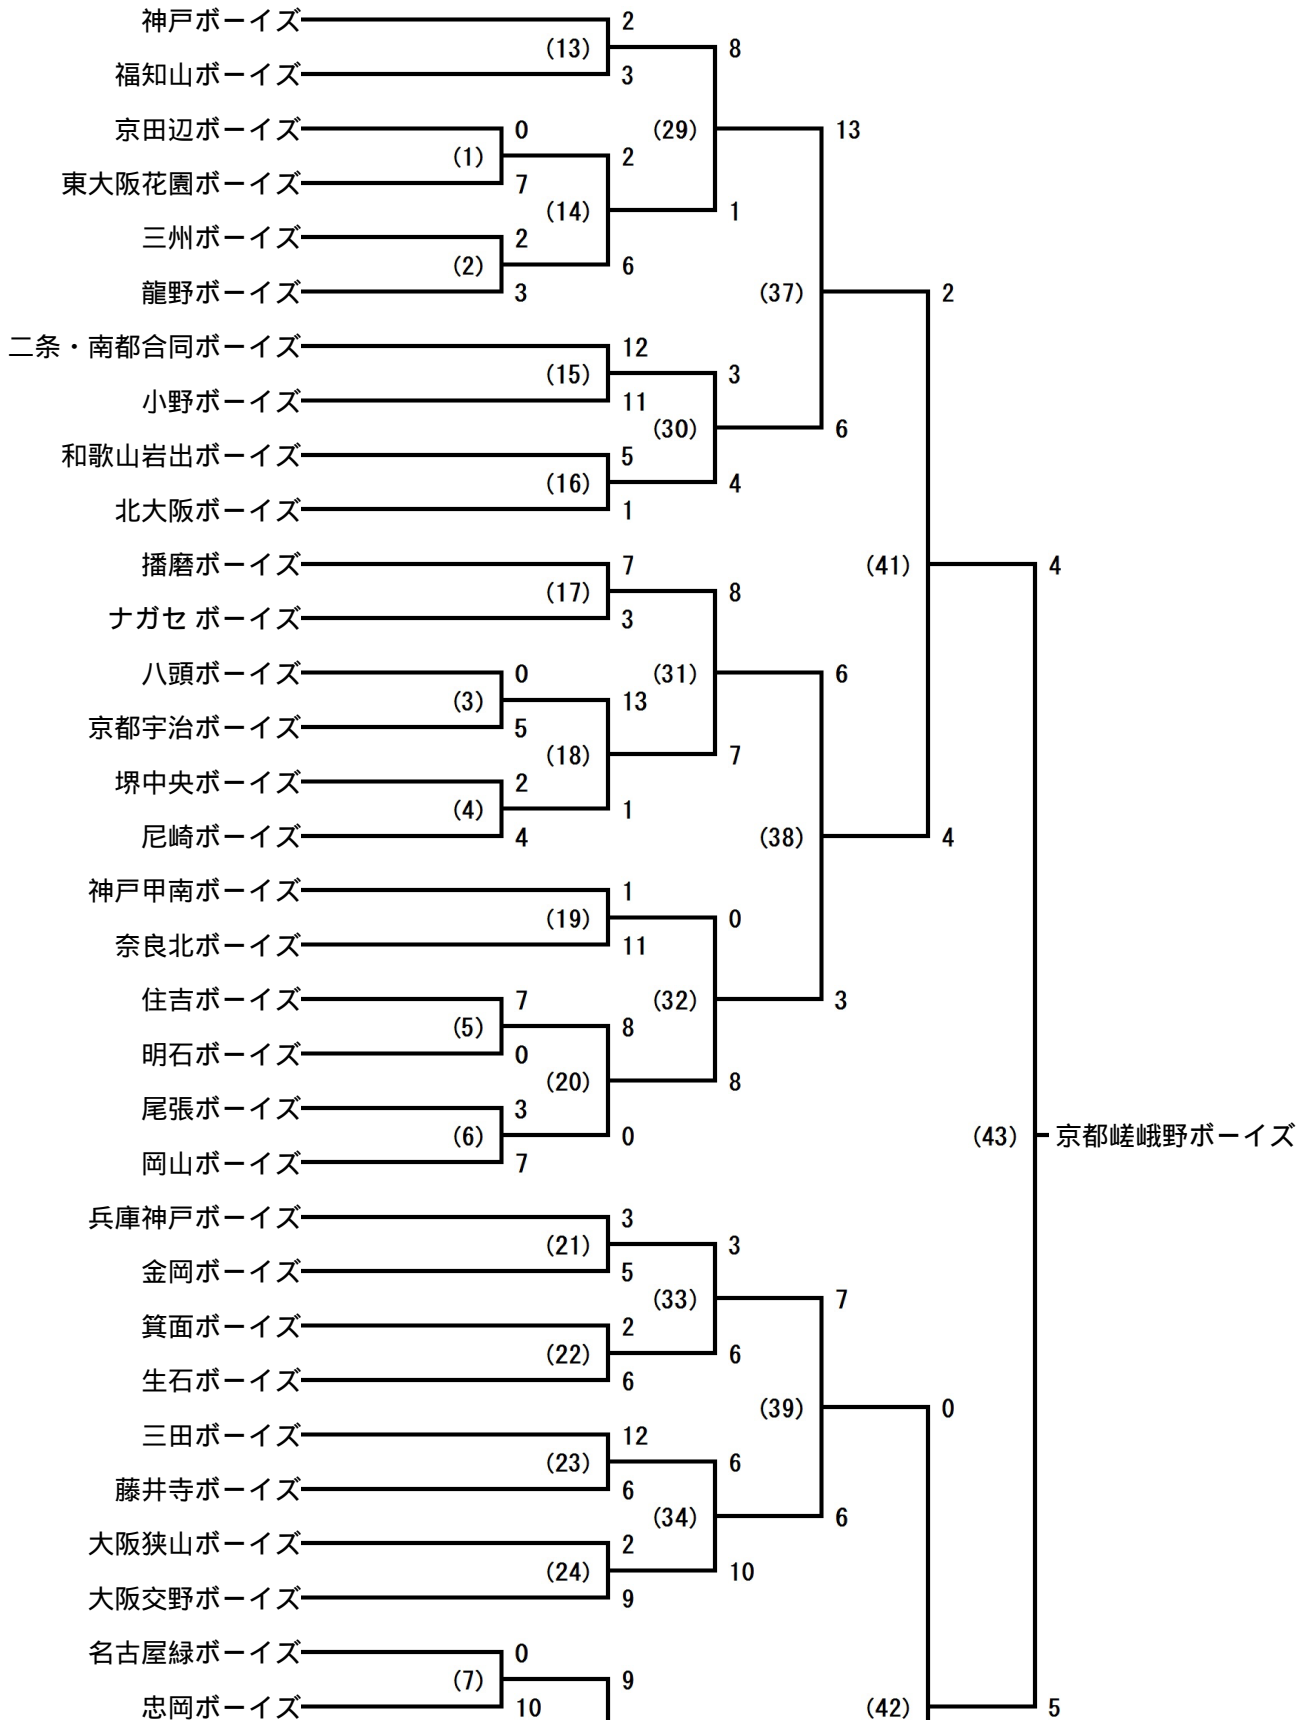 神戸ボーイズ 2
(13) 8
福知山ボーイズ 3
京田辺ボーイズ 0 (29) 13
(1) 2
東大阪花園ボーイズ 7
(14) 1
三州ボーイズ 2
(2) 6
龍野ボーイズ 3 (37) 2
二条・南都合同ボーイズ 12
(15) 3
小野ボーイズ 11
(30) 6
和歌山岩出ボーイズ 5
(16) 4
北大阪ボーイズ 1
播磨ボーイズ 7 (41) 4
(17) 8
ナガセ ボーイズ 3
八頭ボーイズ 0 (31) 6
(3) 13
京都宇治ボーイズ 5
(18) 7
堺中央ボーイズ 2
(4) 1
尼崎ボーイズ 4 (38) 4
神戸甲南ボーイズ 1
(19) 0
奈良北ボーイズ 11
住吉ボーイズ 7 (32) 3
(5) 8
明石ボーイズ 0
(20) 8
尾張ボーイズ 3
(6) 0 (43) 京都嵯峨野ボーイズ
岡山ボーイズ 7
兵庫神戸ボーイズ 3
(21) 3
金岡ボーイズ 5
(33) 7
箕面ボーイズ 2
(22) 6
生石ボーイズ 6
(39) 0
三田ボーイズ 12
(23) 6
藤井寺ボーイズ 6
(34) 6
大阪狭山ボーイズ 2
(24) 10
大阪交野ボーイズ 9
名古屋緑ボーイズ 0
(7) 9
忠岡ボーイズ 10 (42) 5